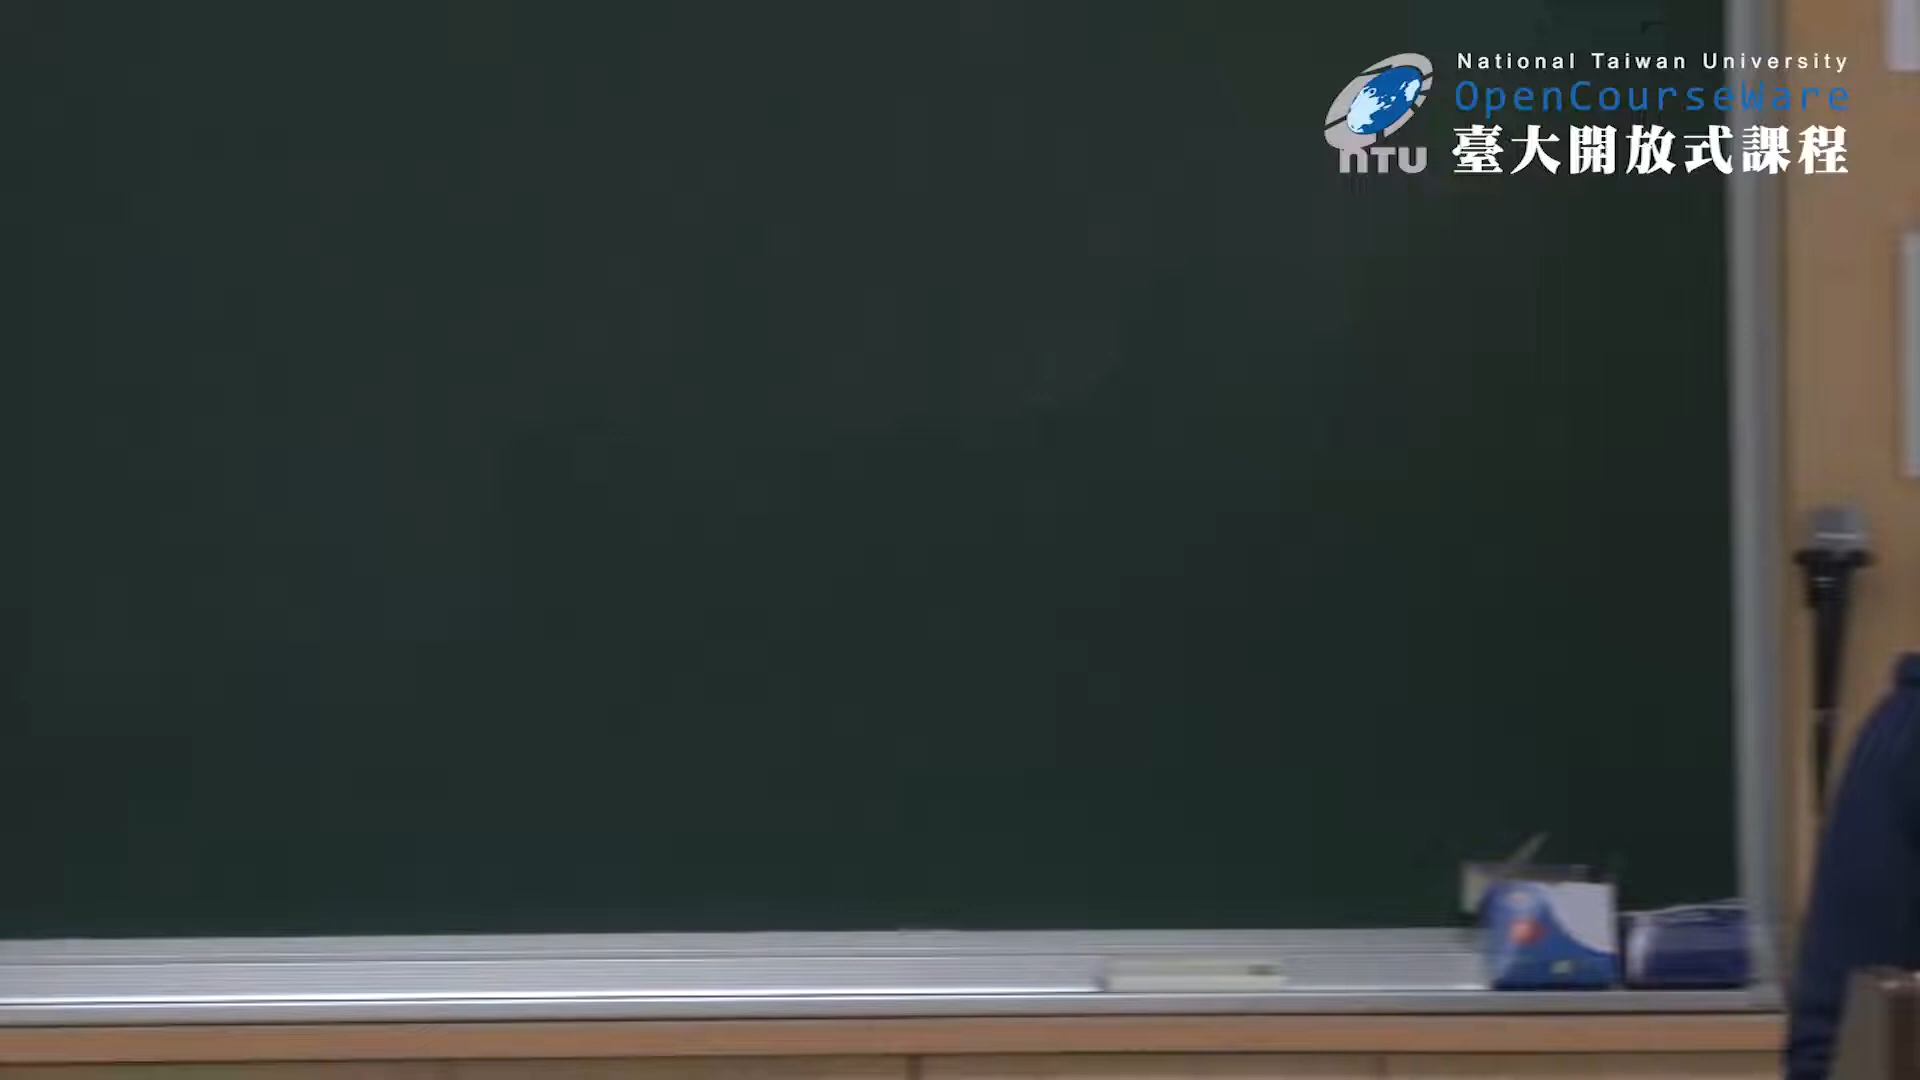 National Taiwan University
OpenCourseWare
臺大開放式課程
NTU